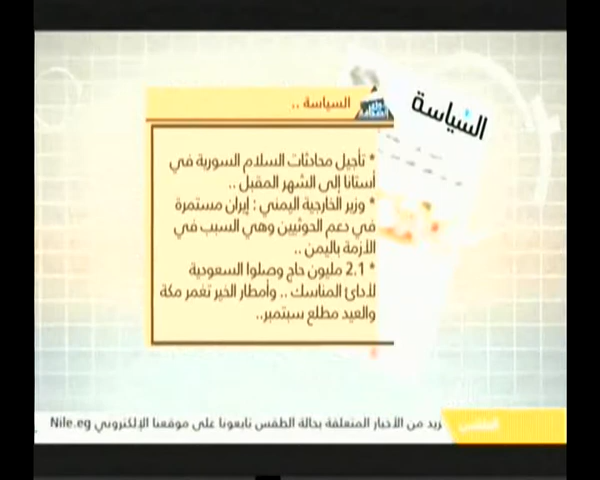 السياسة
السياسة ..
* تأجيل محادثات السلام السورية في
أستانا إلى الشهر المقبل ..
* وزير الخارجية اليمني : إيران مستمرة
في دعم الحوثيين وهي السبب في
الأزمة باليمن ..
* 2.1 مليون حاج وصلوا السعودية
لأدائ المناسك .. وأمطار الخير تغمر مكة
والعيد مطلع سبتمبر..
الطقس
زيد من الأخبار المتعلقة بحالة الطقس تابعونا على موقعنا الإلكتروني Nile.eg